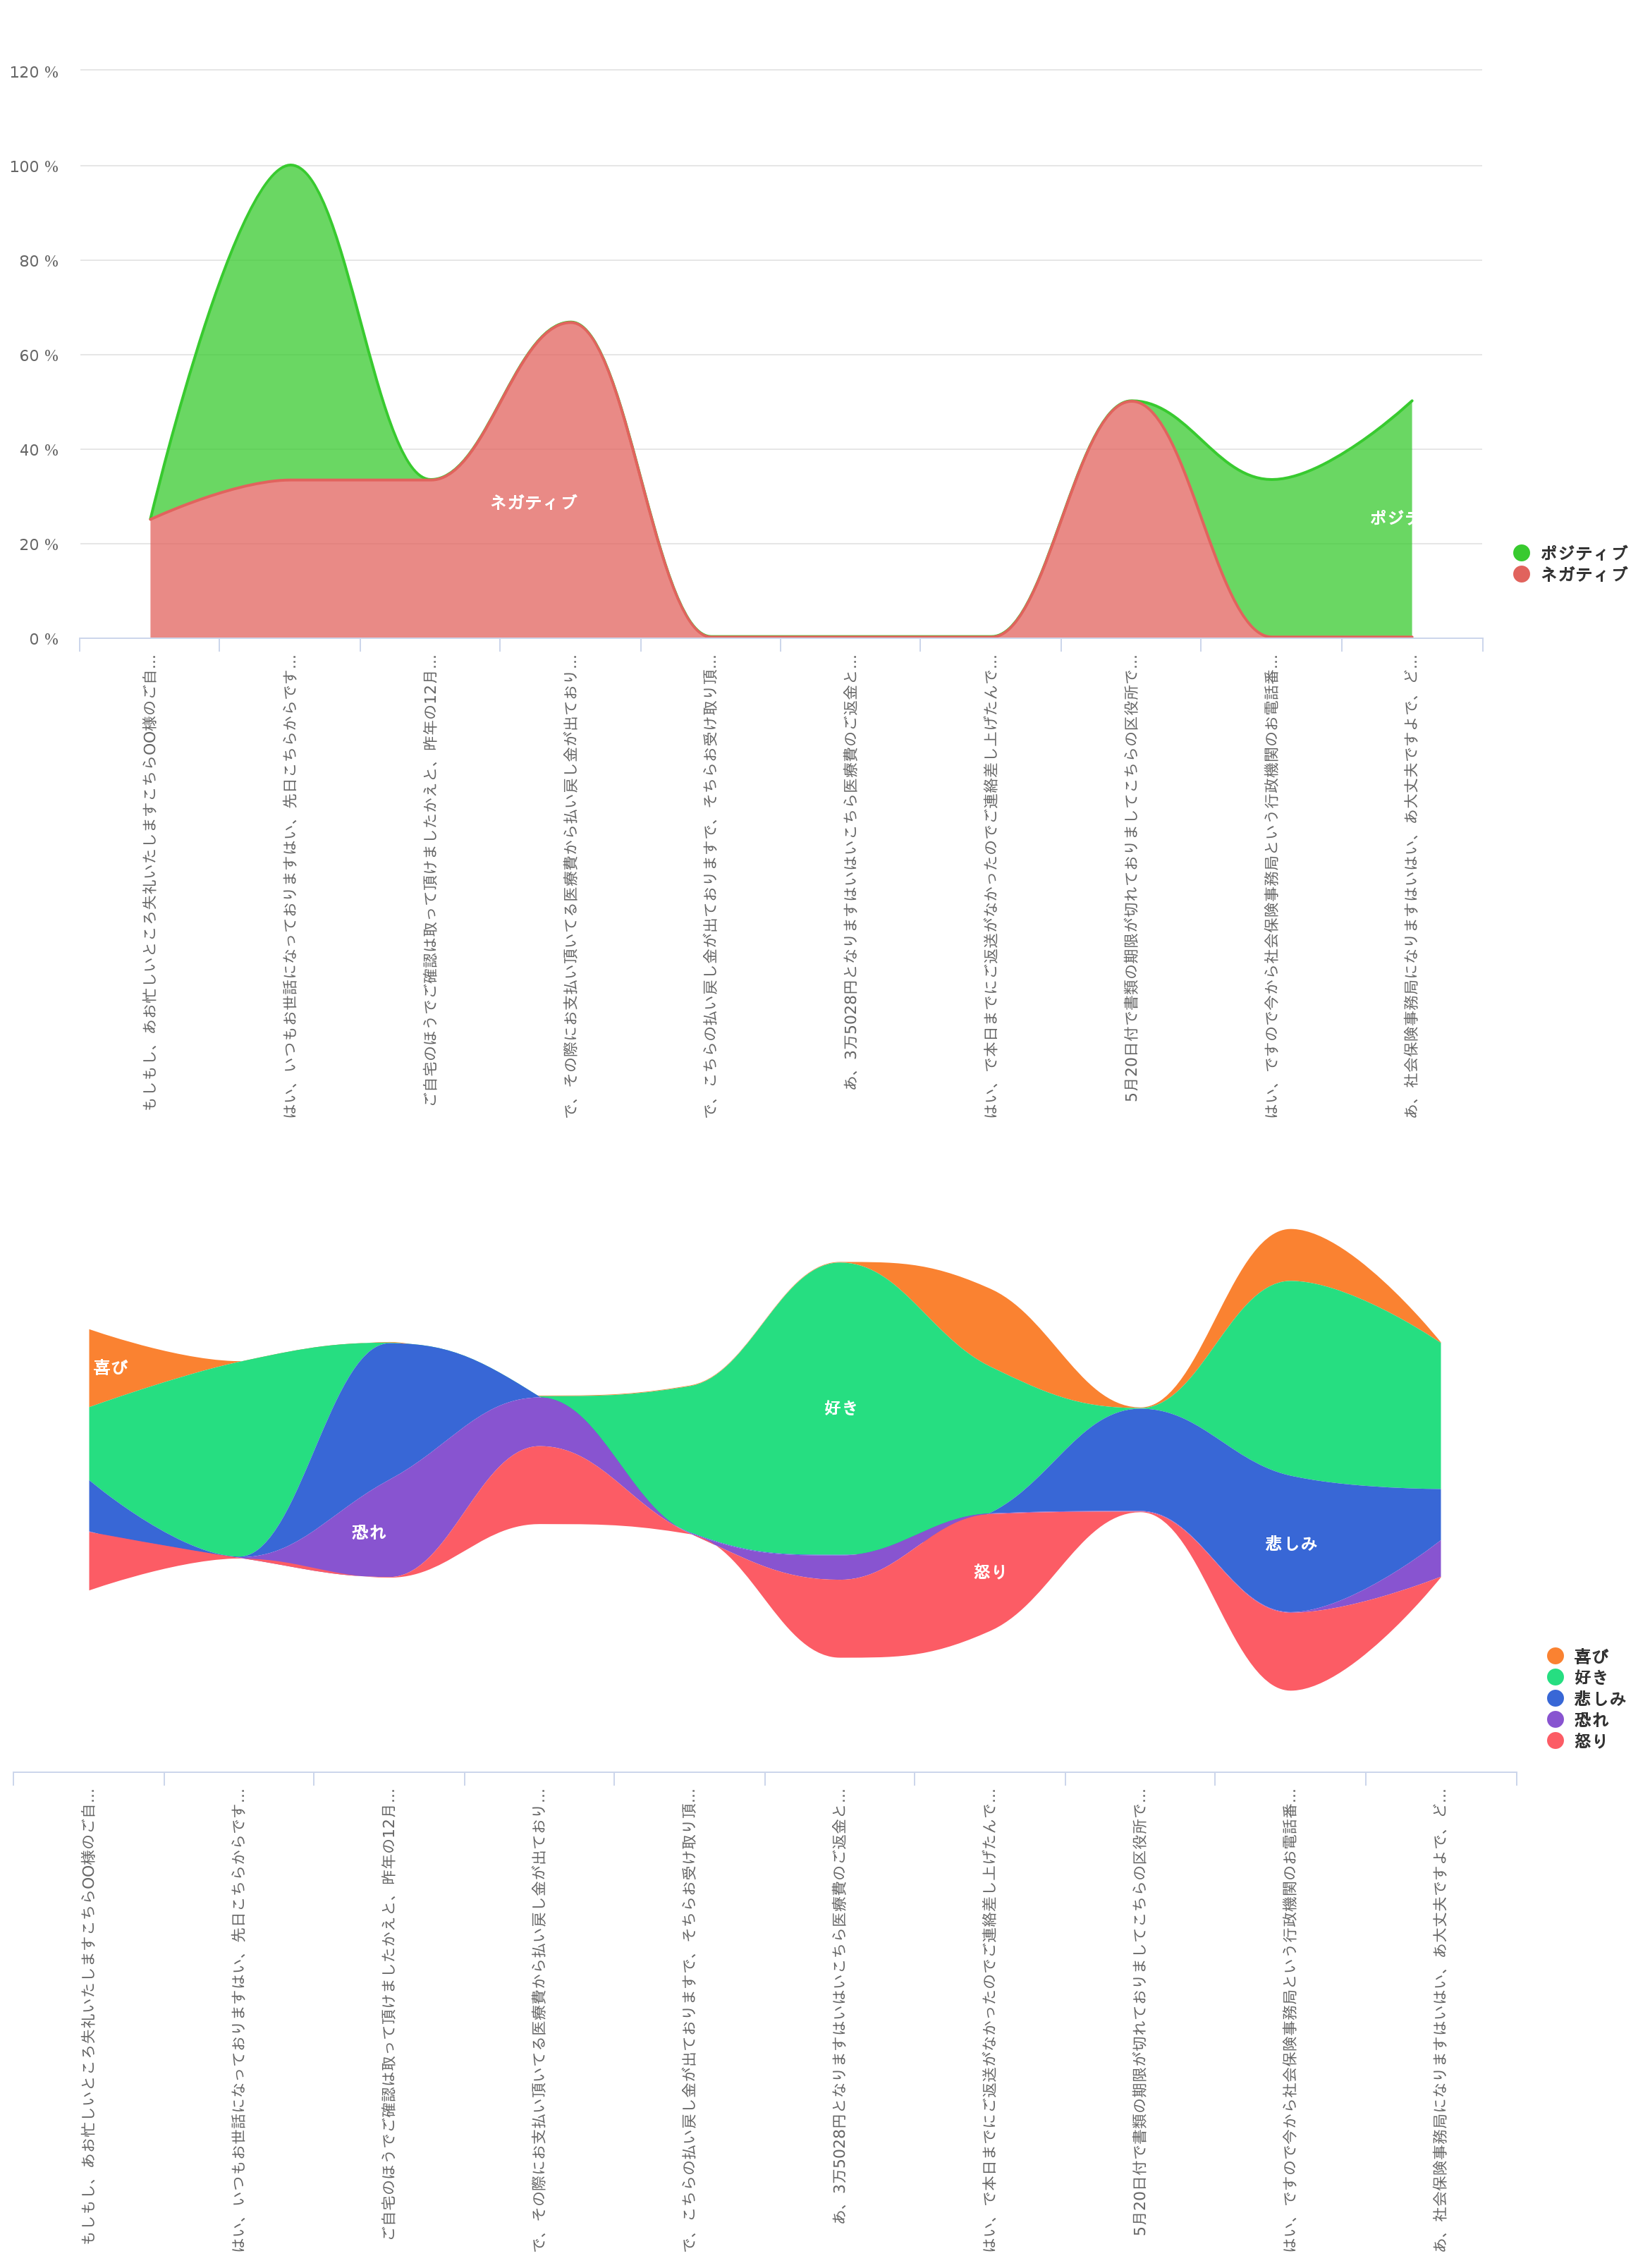 120 %
100 %
80 %
60 %
40 %
20 %
0 %
ネガティブ
ポジテ
ポジティブ
ネガティブ
もしもし、あお忙しいところ失礼いたしますこちら〇〇様のご自…
はい、いつもお世話になっておりますはい、先日こちらからです…
ご自宅のほうでご確認は取って頂けましたかえと、昨年の12月…
で、その際にお支払い頂いてる医療費から払い戻し金が出ており…
で、こちらの払い戻し金が出ておりますで、そちらお受け取り頂…
あ、3万5028円となりますはいはいこちら医療費のご返金と…
はい、で本日までにご返送がなかったのでご連絡差し上げたんで…
5月20日付で書類の期限が切れておりましてこちらの区役所で…
はい、ですので今から社会保険事務局という行政機関のお電話番…
あ、社会保険事務局になりますはいはい、あ大丈夫ですよで、ど…
喜び
好き
恐れ
怒り
悲しみ
喜び
好き
悲しみ
恐れ
怒り
もしもし、あお忙しいところ失礼いたしますこちら〇〇様のご自…
はい、いつもお世話になっておりますはい、先日こちらからです…
ご自宅のほうでご確認は取って頂けましたかえと、昨年の12月…
で、その際にお支払い頂いてる医療費から払い戻し金が出ており…
で、こちらの払い戻し金が出ておりますで、そちらお受け取り頂…
あ、3万5028円となりますはいはいこちら医療費のご返金と…
はい、で本日までにご返送がなかったのでご連絡差し上げたんで…
5月20日付で書類の期限が切れておりましてこちらの区役所で…
はい、ですので今から社会保険事務局という行政機関のお電話番…
あ、社会保険事務局になりますはいはい、あ大丈夫ですよで、ど…